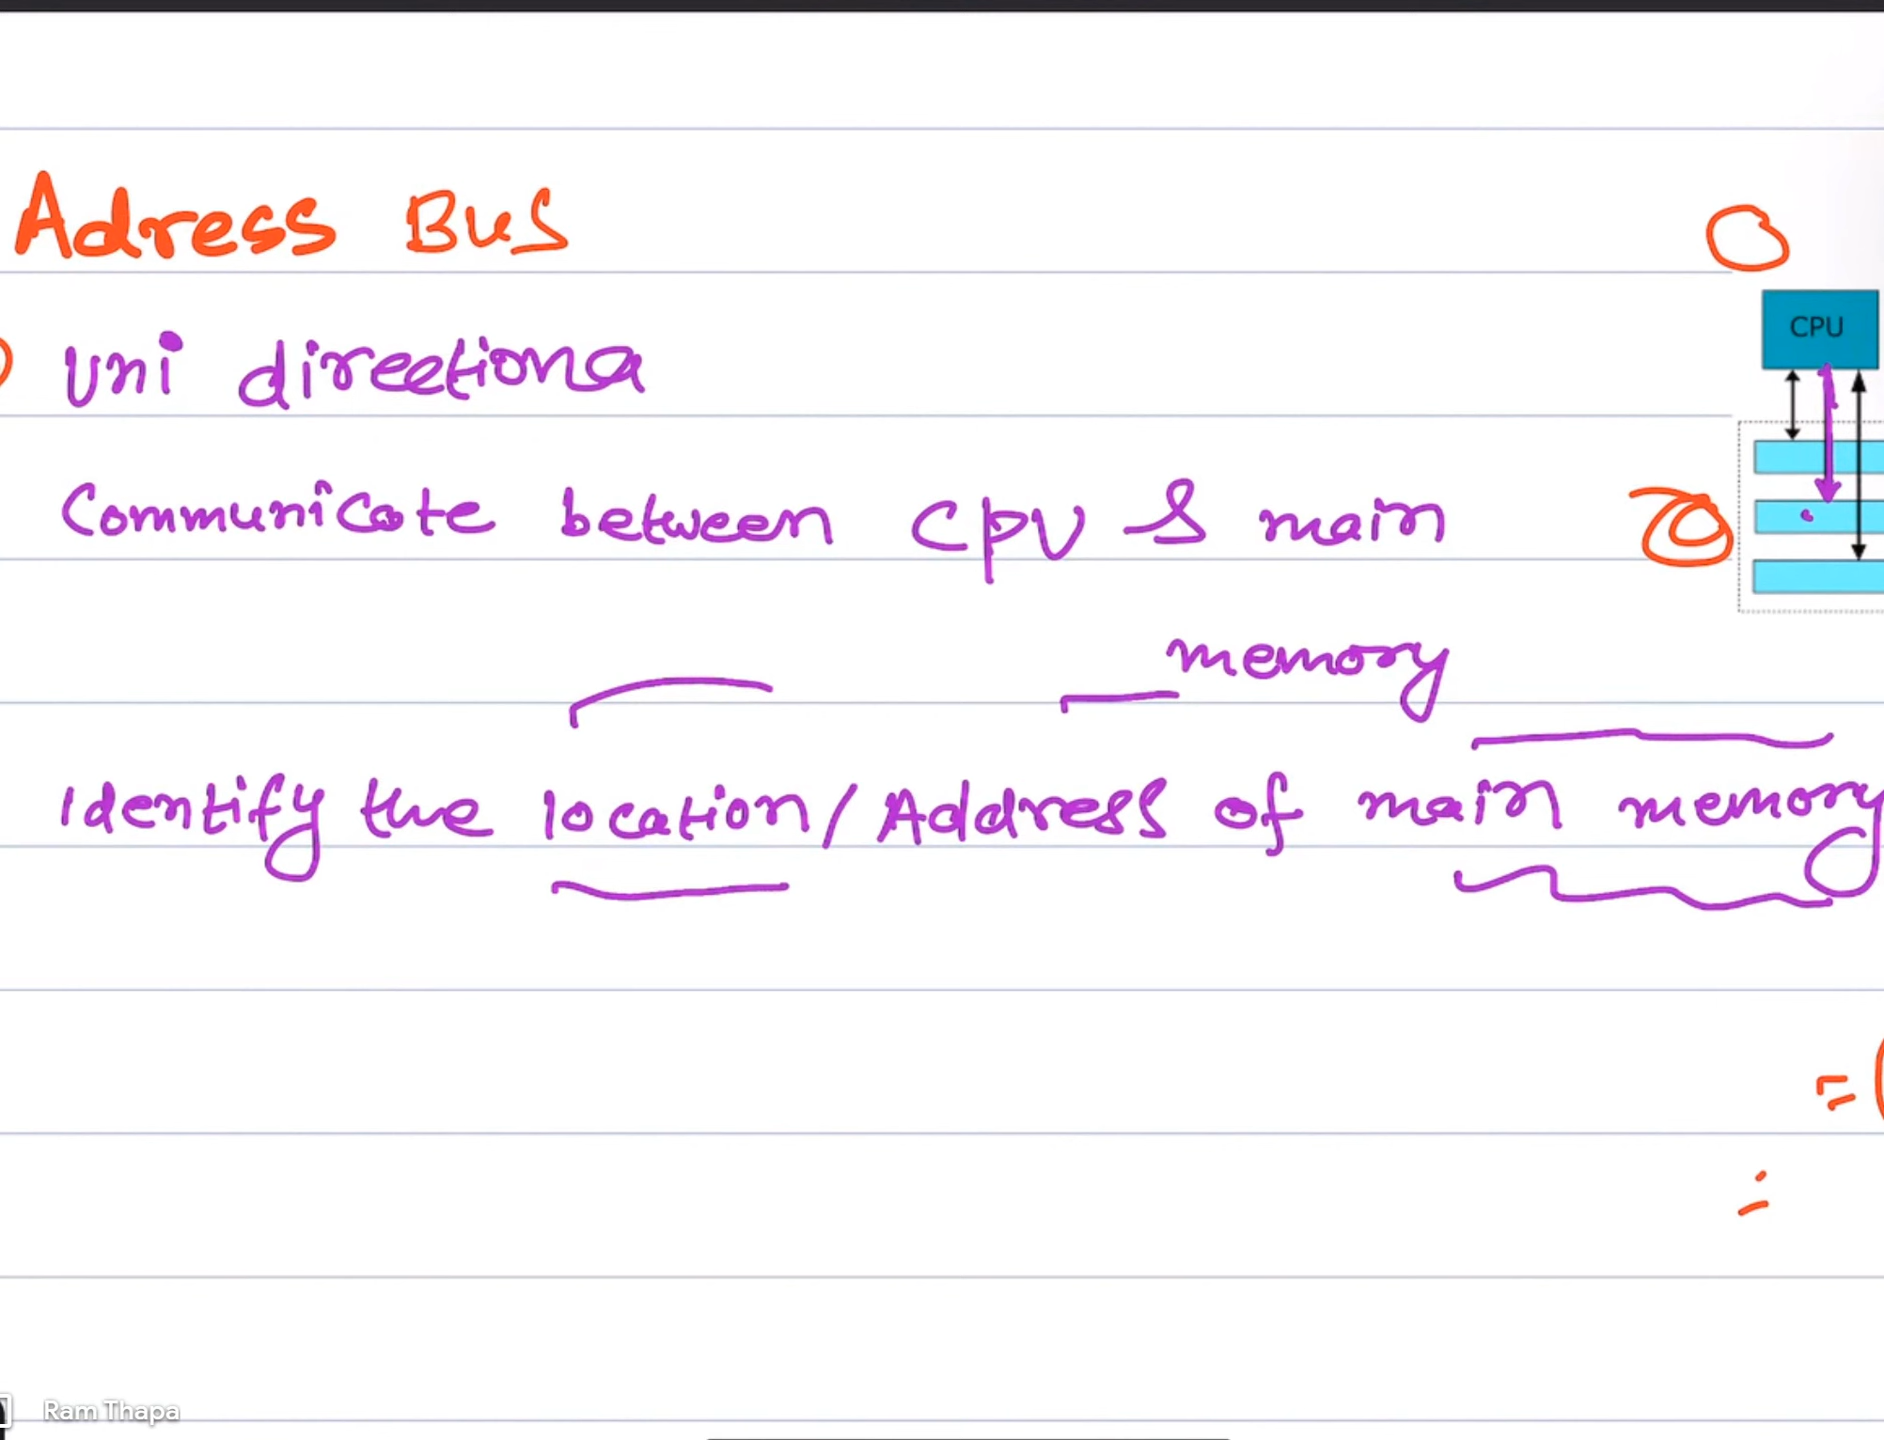 Adress Bus
Uni directiona
CPU
Communicate between CPU & main
memory
Identify the location/Address of main memory
=
Ram Thapa